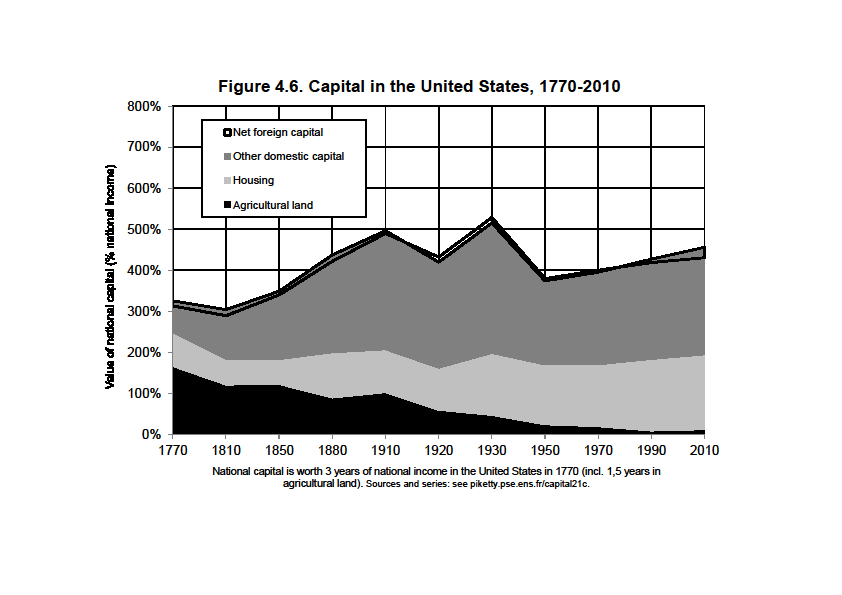 Figure 4.6. Capital in the United States, 1770-2010
800%
700%
600%
500%
400%
300%
200%
100%
0%
Value of national capital (% national income)
Net foreign capital
Other domestic capital
Housing
Agricultural land
1770 1810 1850 1880 1910 1920 1930 1950 1970 1990 2010
National capital is worth 3 years of national income in the United States in 1770 (incl. 1,5 years in
agricultural land). Sources and series: see piketty.pse.ens.fr/capital21c.